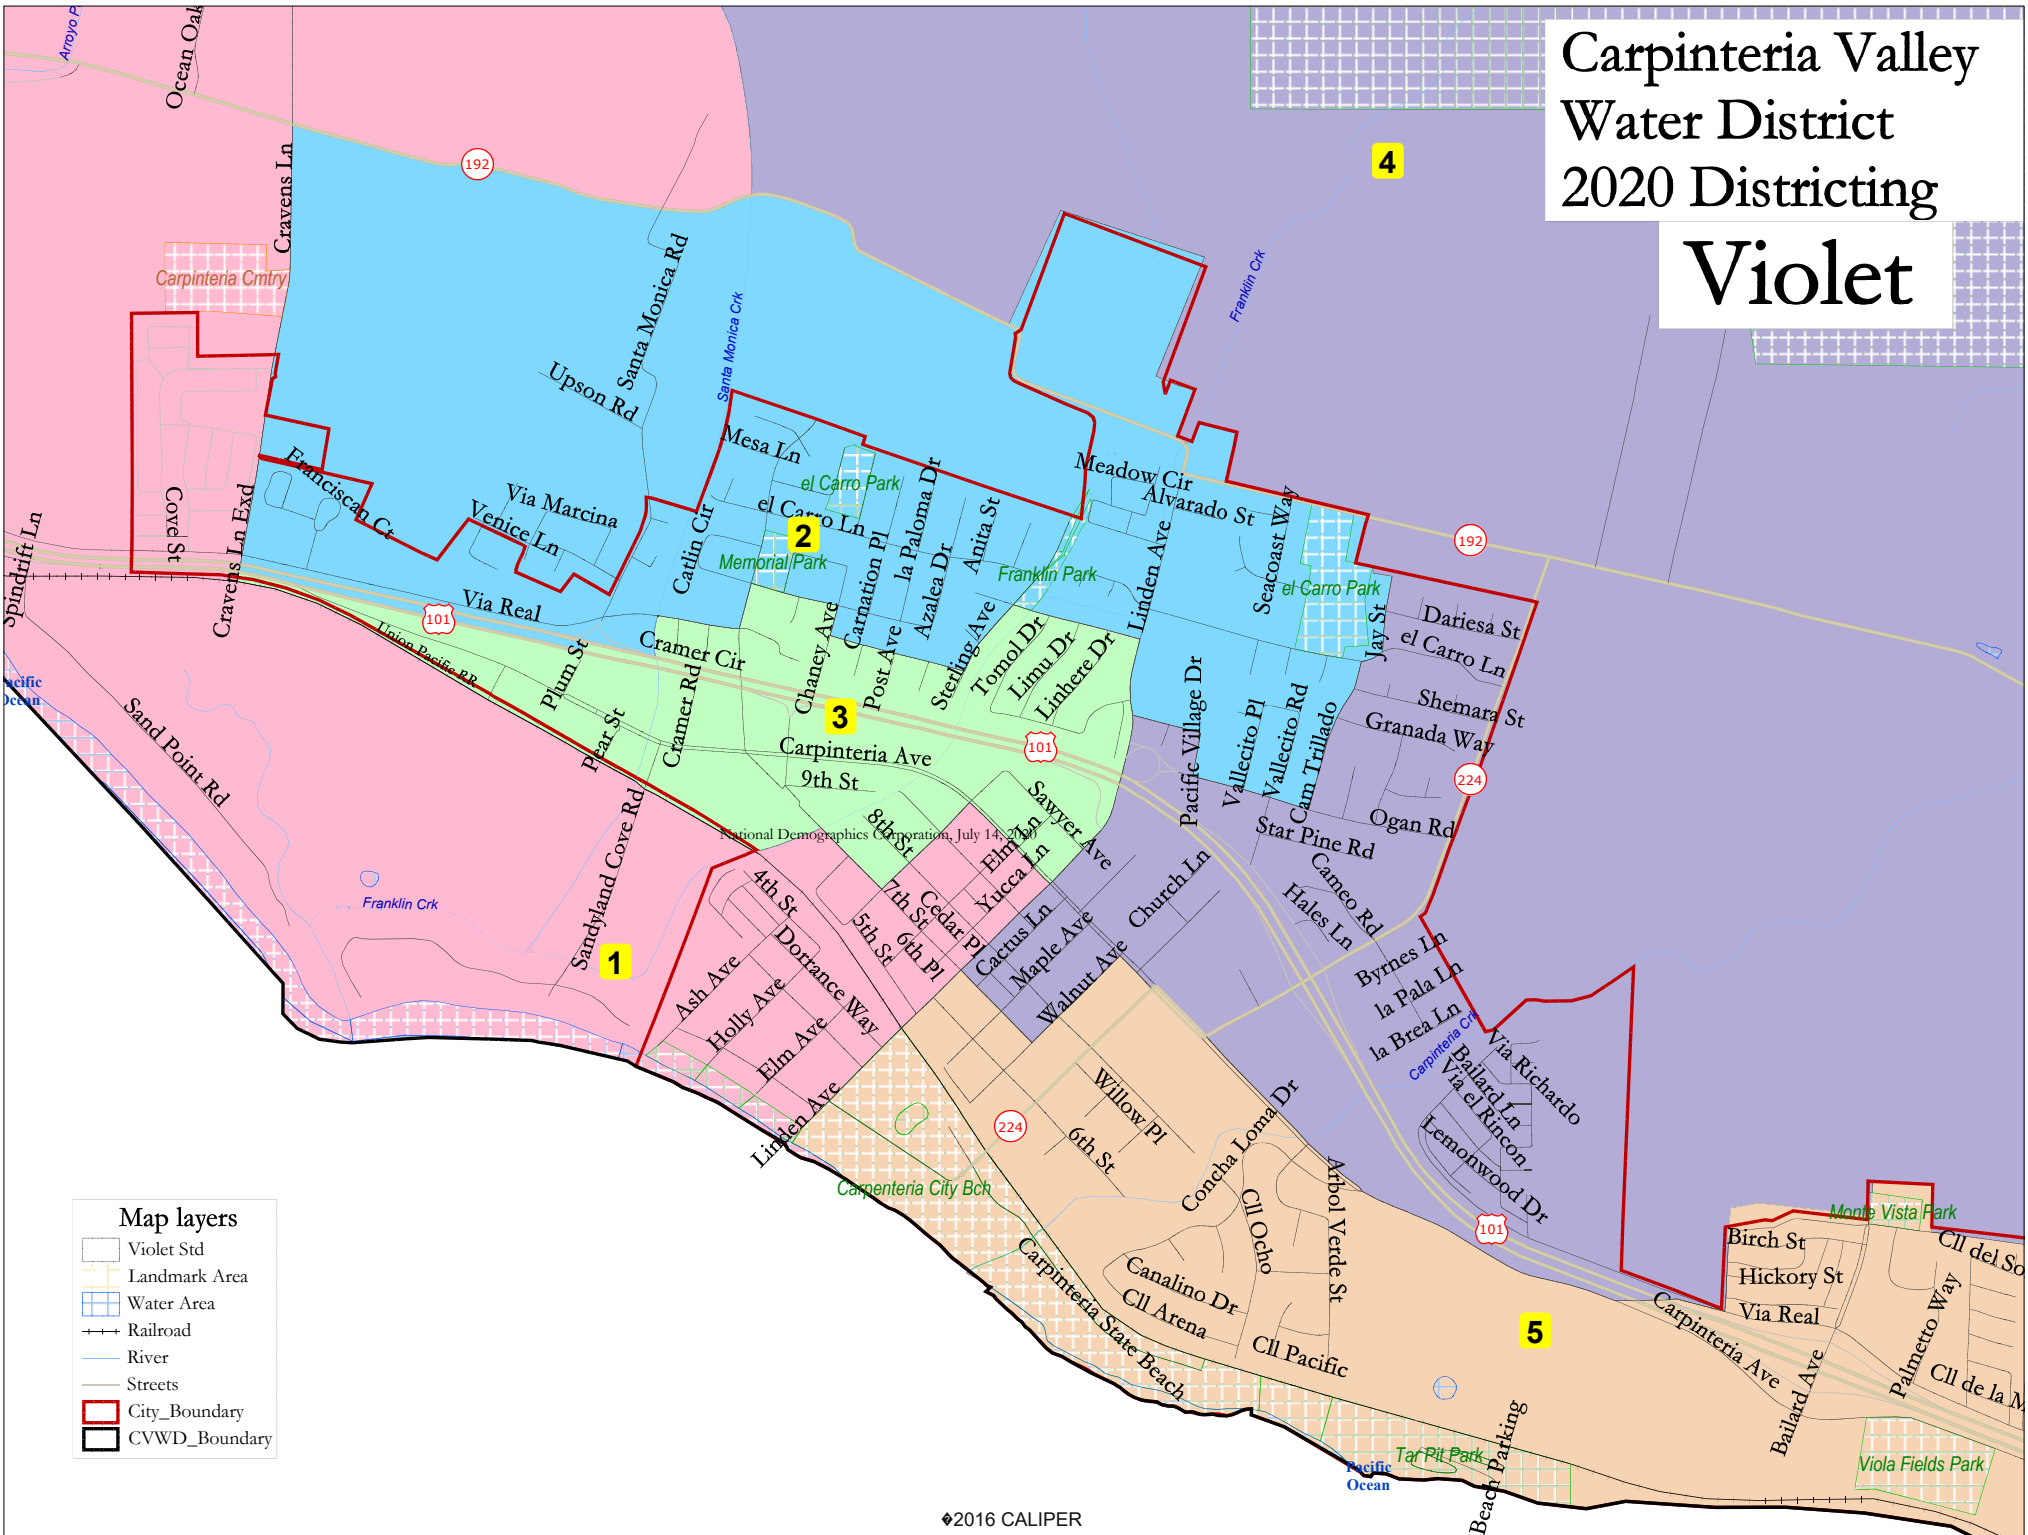 Carpinteria Valley
Water District
2020 Districting
Violet
Ocean Oak
Cravens Ln
192
4
Franklin Crk
Carpinteria Cmtry
Santa Monica Rd
Santa Monica Crk
Upson Rd
Mesa Ln
el Carro Park
Meadow Cir
Alvarado St
Seacoast Way
192
Franciscan Ct
Via Marcina
Venice Ln
el Carro Ln
2
Memorial Park
Catlin Cir
Carnation Pl
la Paloma Dr
Azalea Dr
Anita St
Franklin Park
Linden Ave
el Carro Park
Jay St
Dariesa St
el Carro Ln
Shemara St
Granada Way
Cove St
Cravens Ln Exd
Spindrift Ln
Via Real
101
Union Pacific RR
Plum St
Cramer Cir
Cramer Rd
Chaney Ave
Post Ave
Sterling Ave
Tomol Dr
Limu Dr
Linhere Dr
3
101
Pacific Village Dr
Vallecito Pl
Vallecito Rd
Cam Trillado
224
Ogan Rd
Star Pine Rd
acific
Ocean
Sand Point Rd
Pear St
Carpinteria Ave
9th St
8th St
National Demographics Corporation, July 14, 2020
Sawyer Ave
Elm Ln
Yucca Ln
Sandyland Cove Rd
Franklin Crk
1
4th St
7th St
5th St
6th Pl
Cedar Pl
Cactus Ln
Maple Ave
Walnut Ave
Church Ln
Cameo Rd
Hales Ln
Byrnes Ln
la Pala Ln
la Brea Ln
Carpinteria Crk
Ash Ave
Holly Ave
Elm Ave
Dorrance Way
Linden Ave
Via Richardo
Bailard Ln
Via el Rincon
Lemonwood Dr
224
Willow Pl
6th St
Concha Loma Dr
Cll Ocho
Arbol Verde St
101
Carpenteria City Bch
Carpinteria State Beach
Canalino Dr
Cll Arena
Cll Pacific
5
Monte Vista Park
Birch St
Hickory St
Via Real
Cll del So
Palmetto Way
Cll de la M
Carpinteria Ave
Bailard Ave
Beach Parking
Tar Pit Park
Viola Fields Park
Pacific
Ocean
Map layers
Violet Std
Landmark Area
Water Area
Railroad
River
Streets
City_Boundary
CVWD_Boundary
�2016 CALIPER